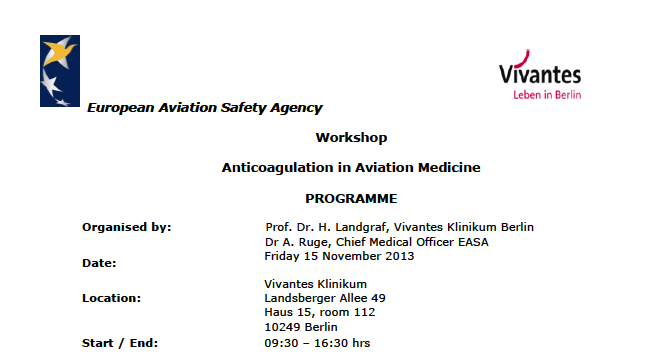 Vivantes
Leben in Berlin
European Aviation Safety Agency
Workshop
Anticoagulation in Aviation Medicine
PROGRAMME
Organised by: Prof. Dr. H. Landgraf, Vivantes Klinikum Berlin
Dr A. Ruge, Chief Medical Officer EASA
Date: Friday 15 November 2013
Vivantes Klinikum
Location: Landsberger Allee 49
Haus 15, room 112
10249 Berlin
Start / End: 09:30 – 16:30 hrs